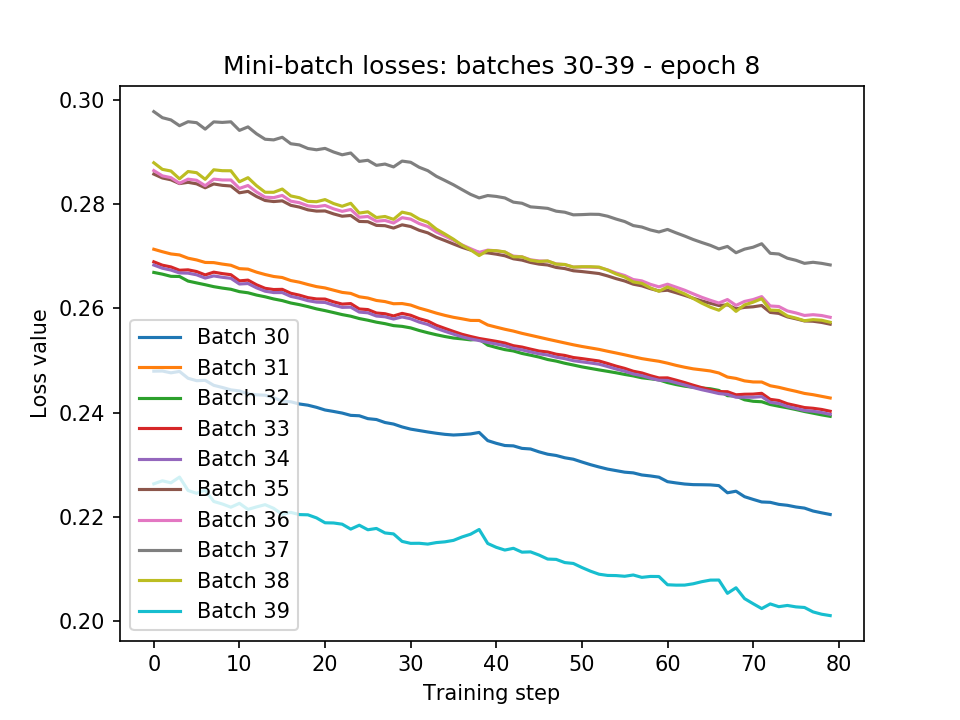 Mini-batch losses: batches 30-39 - epoch 8
0.30
0.28
0.26
0.24
0.22
0.20
Loss value
Batch 30
Batch 31
Batch 32
Batch 33
Batch 34
Batch 35
Batch 36
Batch 37
Batch 38
Batch 39
0 10 20 30 40 50 60 70 80
Training step